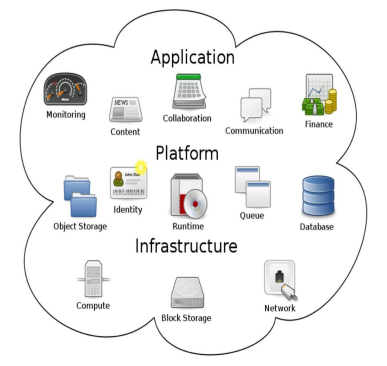 Application
Monitoring
NEWS
Content
Collaboration
Communication
Finance
Platform
Object Storage
John Doe
Identity
Runtime
Queue
Database
Infrastructure
Compute
Block Storage
Network